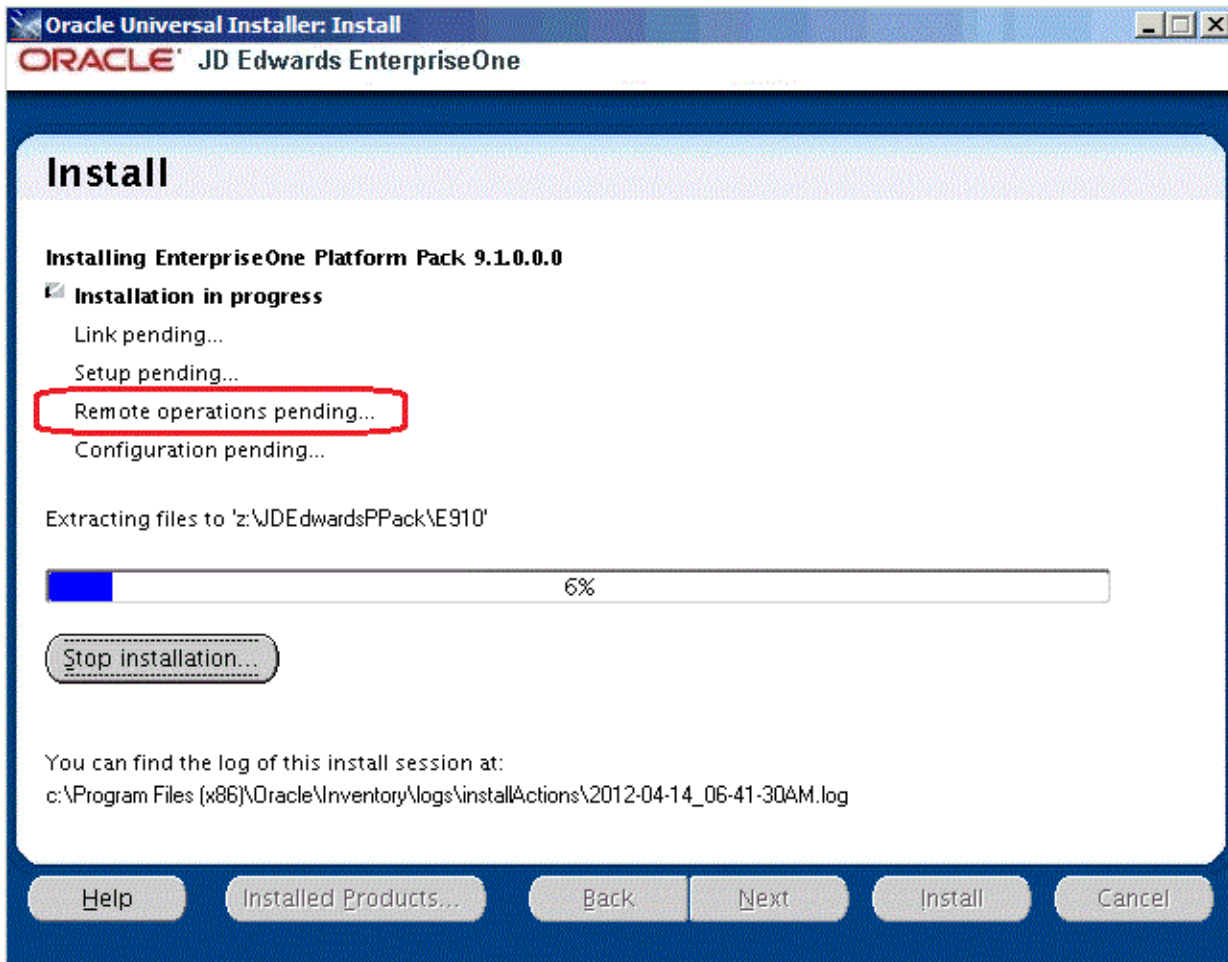 Oracle Universal Installer: Install
ORACLE JD Edwards EnterpriseOne
Install
Installing EnterpriseOne Platform Pack 9.1.0.0.0
Installation in progress
Link pending...
Setup pending...
Remote operations pending...
Configuration pending...
Extracting files to 'z:\JDEdwardsPPack\E910'
6%
Stop installation...
You can find the log of this install session at:
c:\Program Files (x86)\Oracle\Inventory\logs\installActions\2012-04-14_06-41-30AM.log
Help Installed Products... Back Next Install Cancel